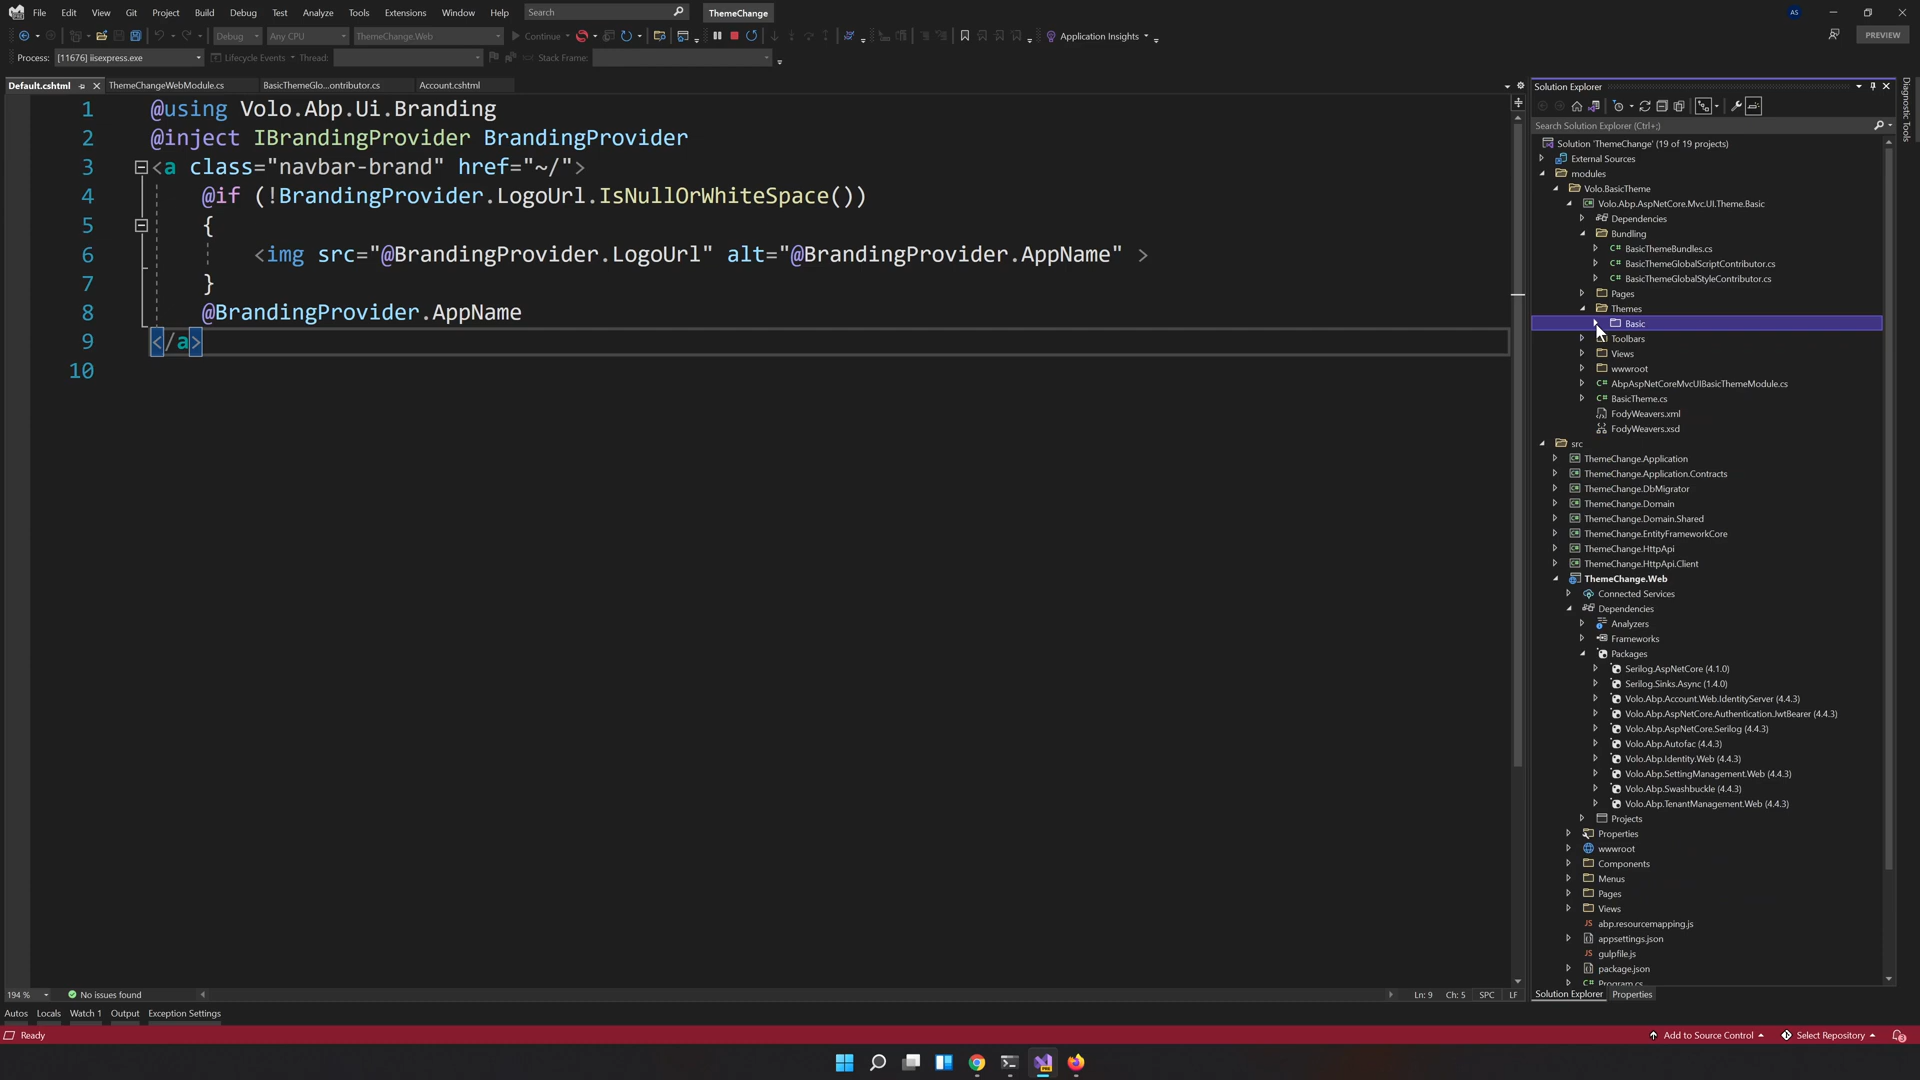 File Edit View Git Project Build Debug Test Analyze Tools Extensions Window Help Search ThemeChange AS
Debug Any CPU ThemeChange.Web Continue Application Insights PREVIEW
Process: [11676] iisexpress.exe Lifecycle Events Thread: Stack Frame:
Default.cshtml ThemeChangeWebModule.cs BasicThemeGlo...ontributor.cs Account.cshtml
1 @using Volo.Abp.Ui.Branding
2 @inject IBrandingProvider BrandingProvider
3 <a class="navbar-brand" href="~/">
4 @if (!BrandingProvider.LogoUrl.IsNullOrWhiteSpace())
5 {
6 <img src="@BrandingProvider.LogoUrl" alt="@BrandingProvider.AppName" >
7 }
8 @BrandingProvider.AppName
9 </a>
10
Solution Explorer
Search Solution Explorer (Ctrl+;)
Solution 'ThemeChange' (19 of 19 projects)
External Sources
modules
Volo.BasicTheme
Volo.Abp.AspNetCore.Mvc.UI.Theme.Basic
Dependencies
Bundling
C# BasicThemeBundles.cs
C# BasicThemeGlobalScriptContributor.cs
C# BasicThemeGlobalStyleContributor.cs
Pages
Themes
Basic
Toolbars
Views
wwwroot
C# AbpAspNetCoreMvcUIBasicThemeModule.cs
C# BasicTheme.cs
FodyWeavers.xml
FodyWeavers.xsd
src
ThemeChange.Application
ThemeChange.Application.Contracts
ThemeChange.DbMigrator
ThemeChange.Domain
ThemeChange.Domain.Shared
ThemeChange.EntityFrameworkCore
ThemeChange.HttpApi
ThemeChange.HttpApi.Client
ThemeChange.Web
Connected Services
Dependencies
Analyzers
Frameworks
Packages
Serilog.AspNetCore (4.1.0)
Serilog.Sinks.Async (1.4.0)
Volo.Abp.Account.Web.IdentityServer (4.4.3)
Volo.Abp.AspNetCore.Authentication.JwtBearer (4.4.3)
Volo.Abp.AspNetCore.Serilog (4.4.3)
Volo.Abp.Autofac (4.4.3)
Volo.Abp.Identity.Web (4.4.3)
Volo.Abp.SettingManagement.Web (4.4.3)
Volo.Abp.Swashbuckle (4.4.3)
Volo.Abp.TenantManagement.Web (4.4.3)
Projects
Properties
wwwroot
Components
Menus
Pages
Views
JS abp.resourcemapping.js
appsettings.json
JS gulpfile.js
package.json
C# Program.cs
Solution Explorer Properties
Diagnostic Tools
194 % No issues found Ln: 9 Ch: 5 SPC LF
Autos Locals Watch 1 Output Exception Settings
Ready Add to Source Control Select Repository 3